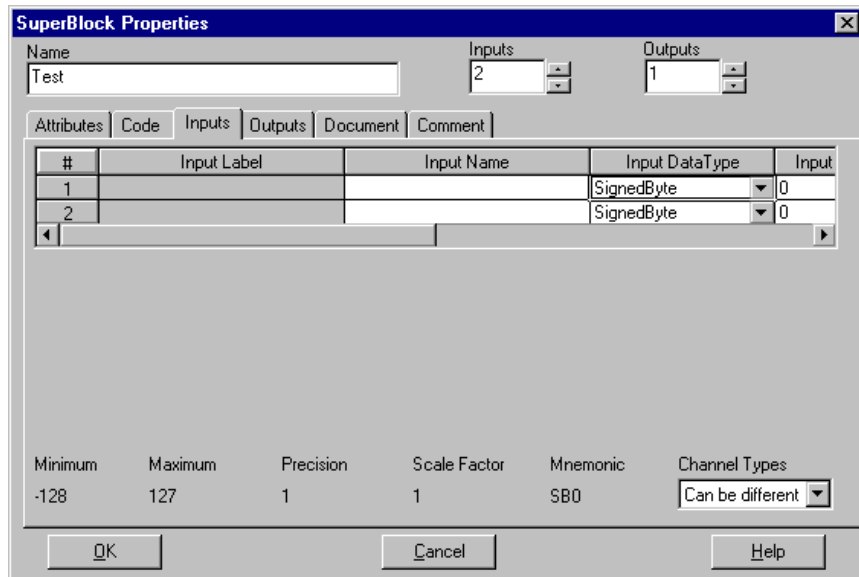 SuperBlock Properties
Name Inputs Outputs
Test 2 1
Attributes Code Inputs Outputs Document Comment
# Input Label Input Name Input DataType Input
1 SignedByte 0
2 SignedByte 0
Minimum Maximum Precision Scale Factor Mnemonic Channel Types
-128 127 1 1 SB0 Can be different
OK Cancel Help